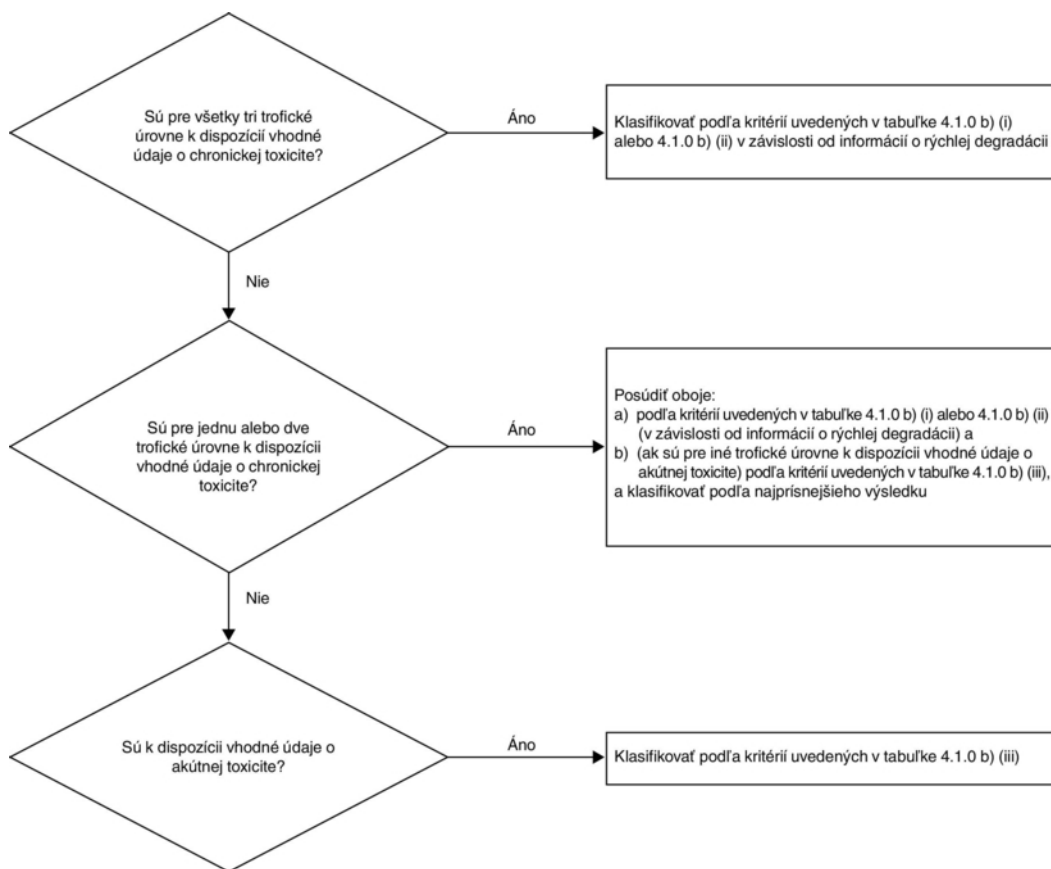 Sú pre všetky tri trofické
úrovne k dispozícií vhodné
údaje o chronickej toxicite?
Áno
Klasifikovať podľa kritérií uvedených v tabuľke 4.1.0 b) (i)
alebo 4.1.0 b) (ii) v závislosti od informácií o rýchlej degradácii
Nie
Sú pre jednu alebo dve
trofické úrovne k dispozícii
vhodné údaje o chronickej
toxicite?
Áno
Posúdiť oboje:
a) podľa kritérií uvedených v tabuľke 4.1.0 b) (i) alebo 4.1.0 b) (ii)
(v závislosti od informácií o rýchlej degradácii) a
b) (ak sú pre iné trofické úrovne k dispozícii vhodné údaje o
akútnej toxicite) podľa kritérií uvedených v tabuľke 4.1.0 b) (iii),
a klasifikovať podľa najprísnejšieho výsledku
Nie
Sú k dispozícii vhodné údaje o
akútnej toxicite?
Áno
Klasifikovať podľa kritérií uvedených v tabuľke 4.1.0 b) (iii)